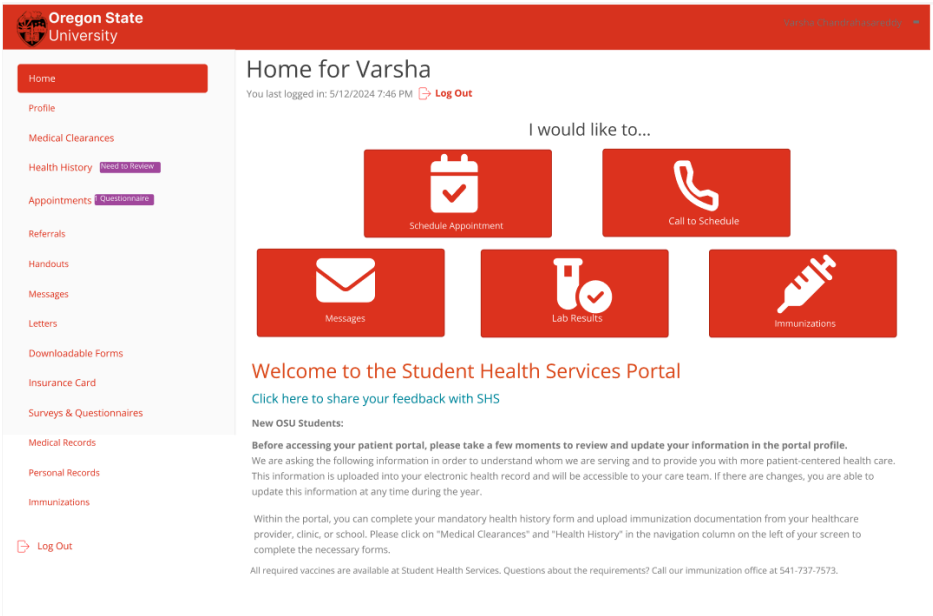 Oregon State
University
Varsha Chandrahasareddy
Home
Profile
Medical Clearances
Health History Need to Review
Appointments 1 Questionnaire
Referrals
Handouts
Messages
Letters
Downloadable Forms
Insurance Card
Surveys & Questionnaires
Medical Records
Personal Records
Immunizations
Log Out
Home for Varsha
You last logged in: 5/12/2024 7:46 PM Log Out
I would like to...
Schedule Appointment
Call to Schedule
Messages
Lab Results
Immunizations
Welcome to the Student Health Services Portal
Click here to share your feedback with SHS
New OSU Students:
Before accessing your patient portal, please take a few moments to review and update your information in the portal profile.
We are asking the following information in order to understand whom we are serving and to provide you with more patient-centered health care.
This information is uploaded into your electronic health record and will be accessible to your care team. If there are changes, you are able to
update this information at any time during the year.
Within the portal, you can complete your mandatory health history form and upload immunization documentation from your healthcare
provider, clinic, or school. Please click on "Medical Clearances" and "Health History" in the navigation column on the left of your screen to
complete the necessary forms.
All required vaccines are available at Student Health Services. Questions about the requirements? Call our immunization office at 541-737-7573.